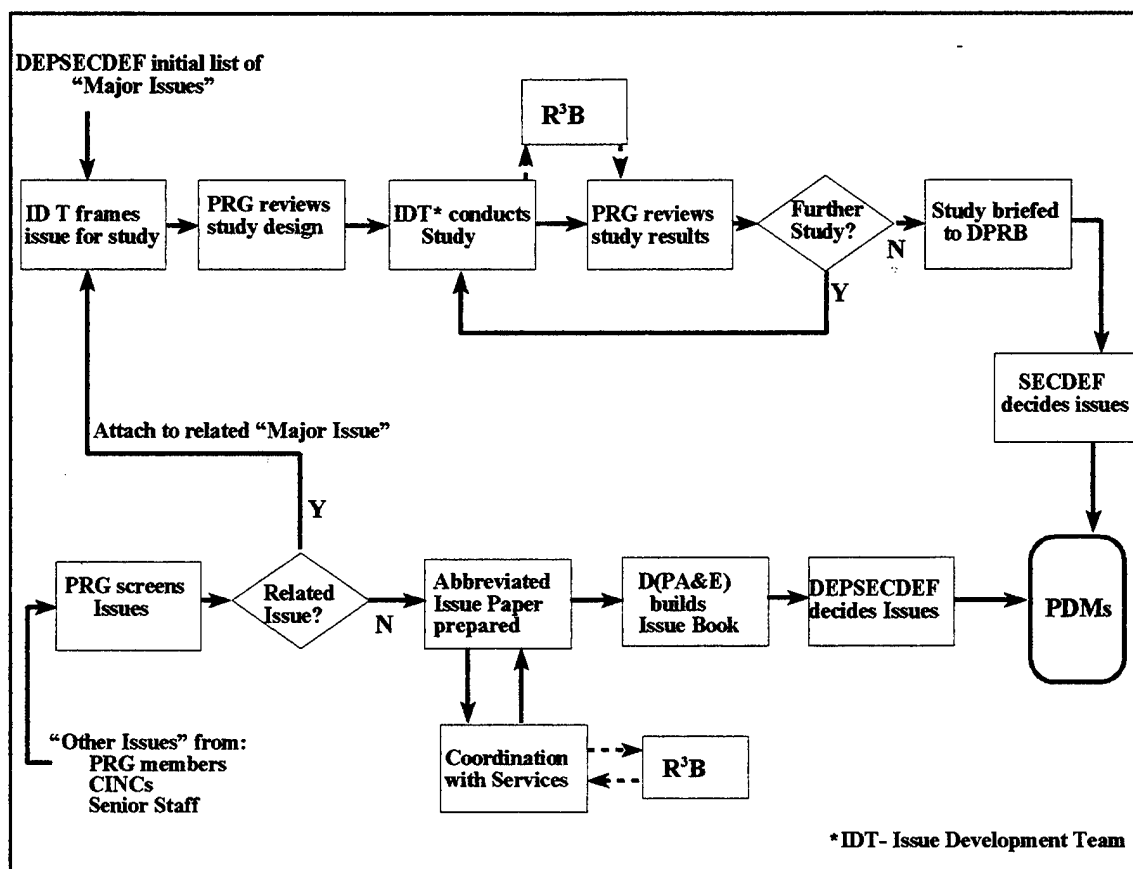 DEPSECDEF initial list of
“Major Issues”
R³B
ID T frames
issue for study
PRG reviews
study design
IDT* conducts
Study
PRG reviews
study results
Further
Study?
N
Y
Study briefed
to DPRB
SECDEF
decides issues
Attach to related “Major Issue”
Y
PRG screens
Issues
Related
Issue?
N
Abbreviated
Issue Paper
prepared
D(PA&E)
builds
Issue Book
DEPSECDEF
decides Issues
PDMs
“Other Issues” from:
PRG members
CINCs
Senior Staff
Coordination
with Services
R³B
*IDT- Issue Development Team